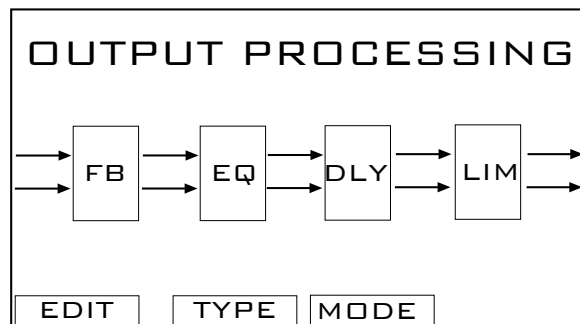 OUTPUT PROCESSING
FB EQ DLY LIM
EDIT TYPE MODE